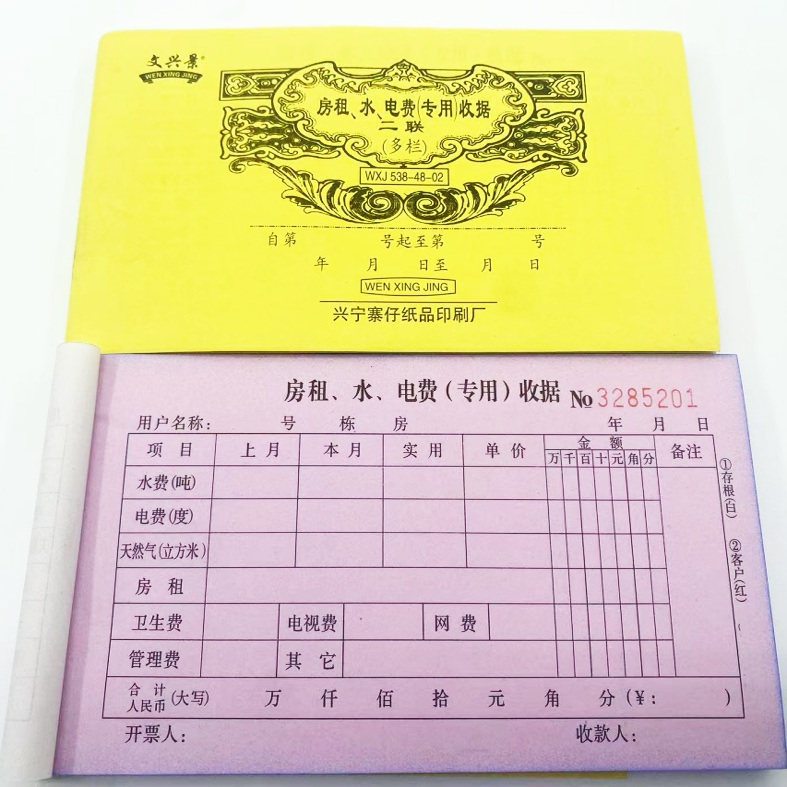 文兴景®
WEN XING JING
房租、水、电费(专用)收据
二联
(多栏)
WXJ 538-48-02
自第 号起至第 号
年 月 日至 月 日
WEN XING JING
兴宁寨仔纸品印刷厂
房租、水、电费(专用)收据 No 3285201
用户名称: 号 栋 房 年 月 日
项目 上月 本月 实用 单价 金额 备注
万 千 百 十 元 角 分
水费(吨)
电费(度)
天然气(立方米)
房租
卫生费 电视费 网费
管理费 其它
合计人民币(大写) 万 仟 佰 拾 元 角 分(¥: )
开票人: 收款人:
①存根(白)
②客户(红)